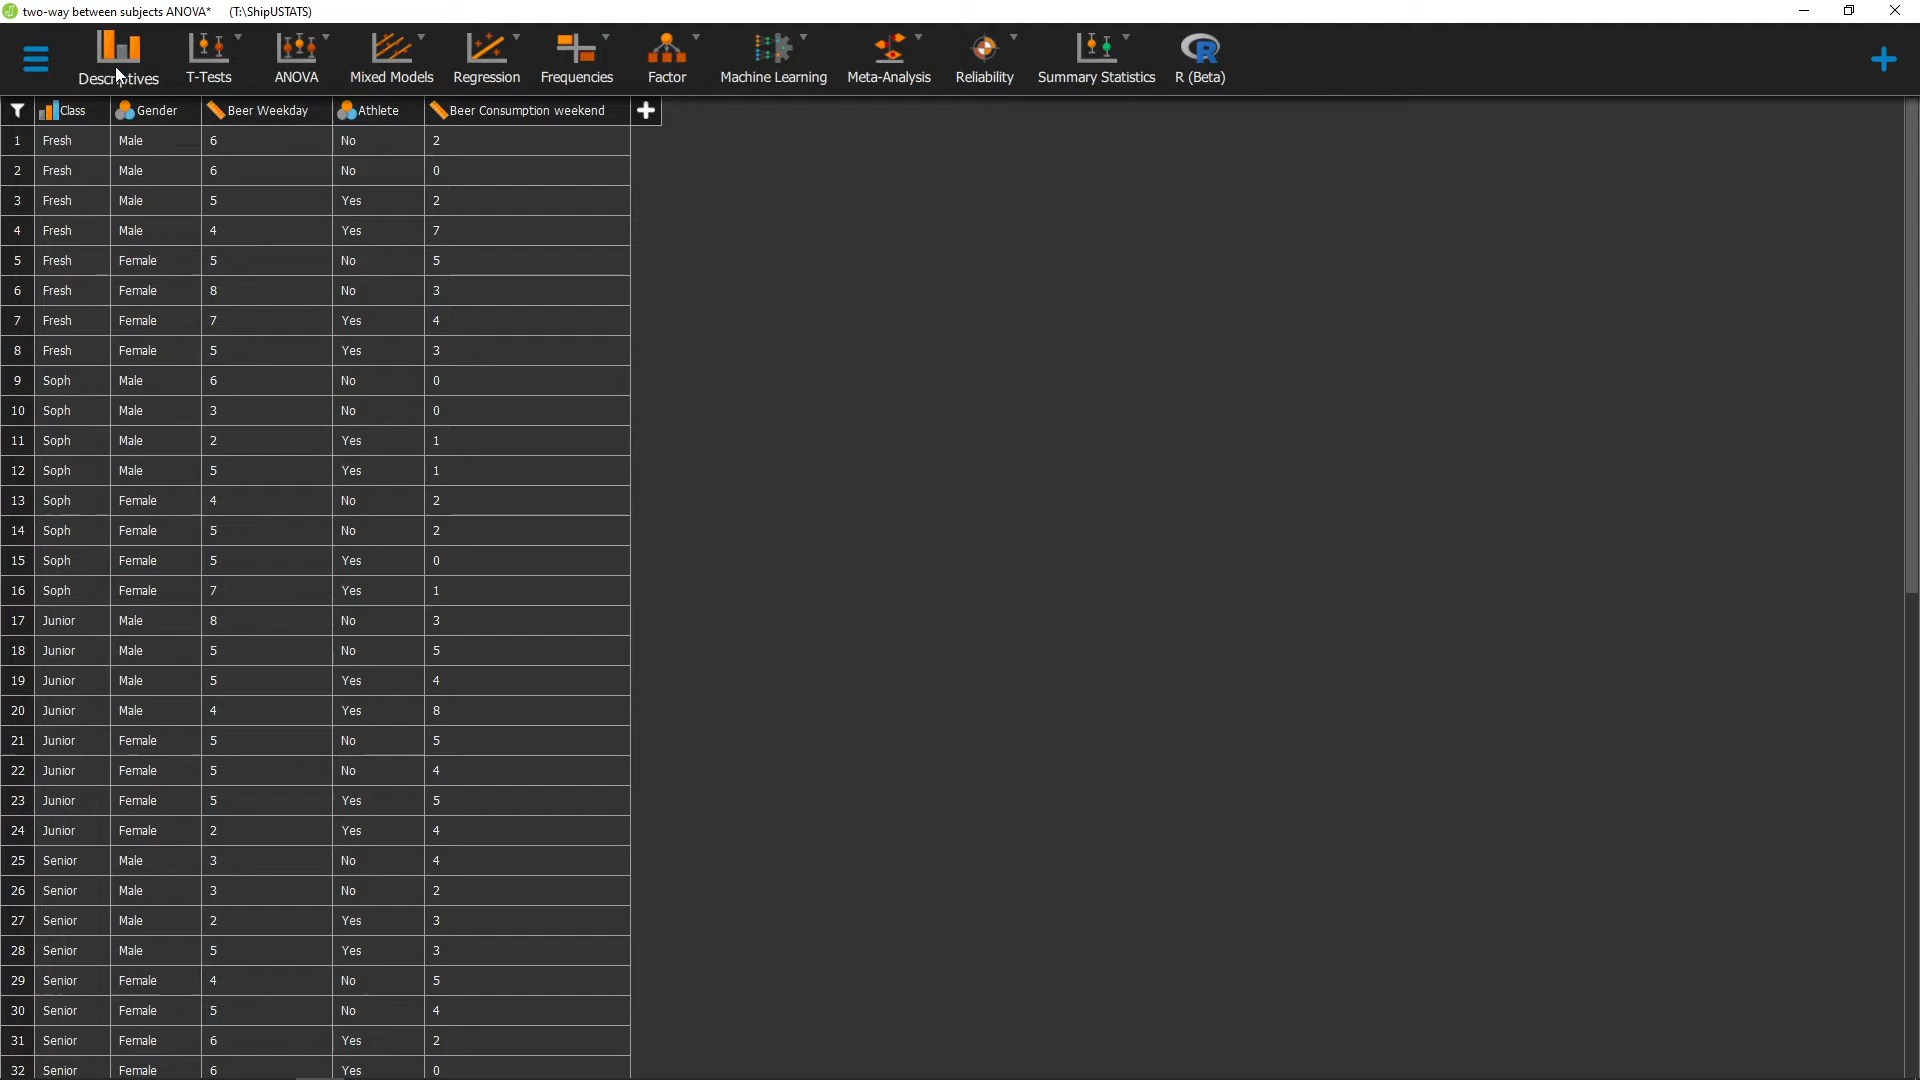 two-way between subjects ANOVA* (T:\ShipUSTATS)
Descriptives T-Tests ANOVA Mixed Models Regression Frequencies Factor Machine Learning Meta-Analysis Reliability Summary Statistics R (Beta)
Class Gender Beer Weekday Athlete Beer Consumption weekend
1 Fresh Male 6 No 2
2 Fresh Male 6 No 0
3 Fresh Male 5 Yes 2
4 Fresh Male 4 Yes 7
5 Fresh Female 5 No 5
6 Fresh Female 8 No 3
7 Fresh Female 7 Yes 4
8 Fresh Female 5 Yes 3
9 Soph Male 6 No 0
10 Soph Male 3 No 0
11 Soph Male 2 Yes 1
12 Soph Male 5 Yes 1
13 Soph Female 4 No 2
14 Soph Female 5 No 2
15 Soph Female 5 Yes 0
16 Soph Female 7 Yes 1
17 Junior Male 8 No 3
18 Junior Male 5 No 5
19 Junior Male 5 Yes 4
20 Junior Male 4 Yes 8
21 Junior Female 5 No 5
22 Junior Female 5 No 4
23 Junior Female 5 Yes 5
24 Junior Female 2 Yes 4
25 Senior Male 3 No 4
26 Senior Male 3 No 2
27 Senior Male 2 Yes 3
28 Senior Male 5 Yes 3
29 Senior Female 4 No 5
30 Senior Female 5 No 4
31 Senior Female 6 Yes 2
32 Senior Female 6 Yes 0